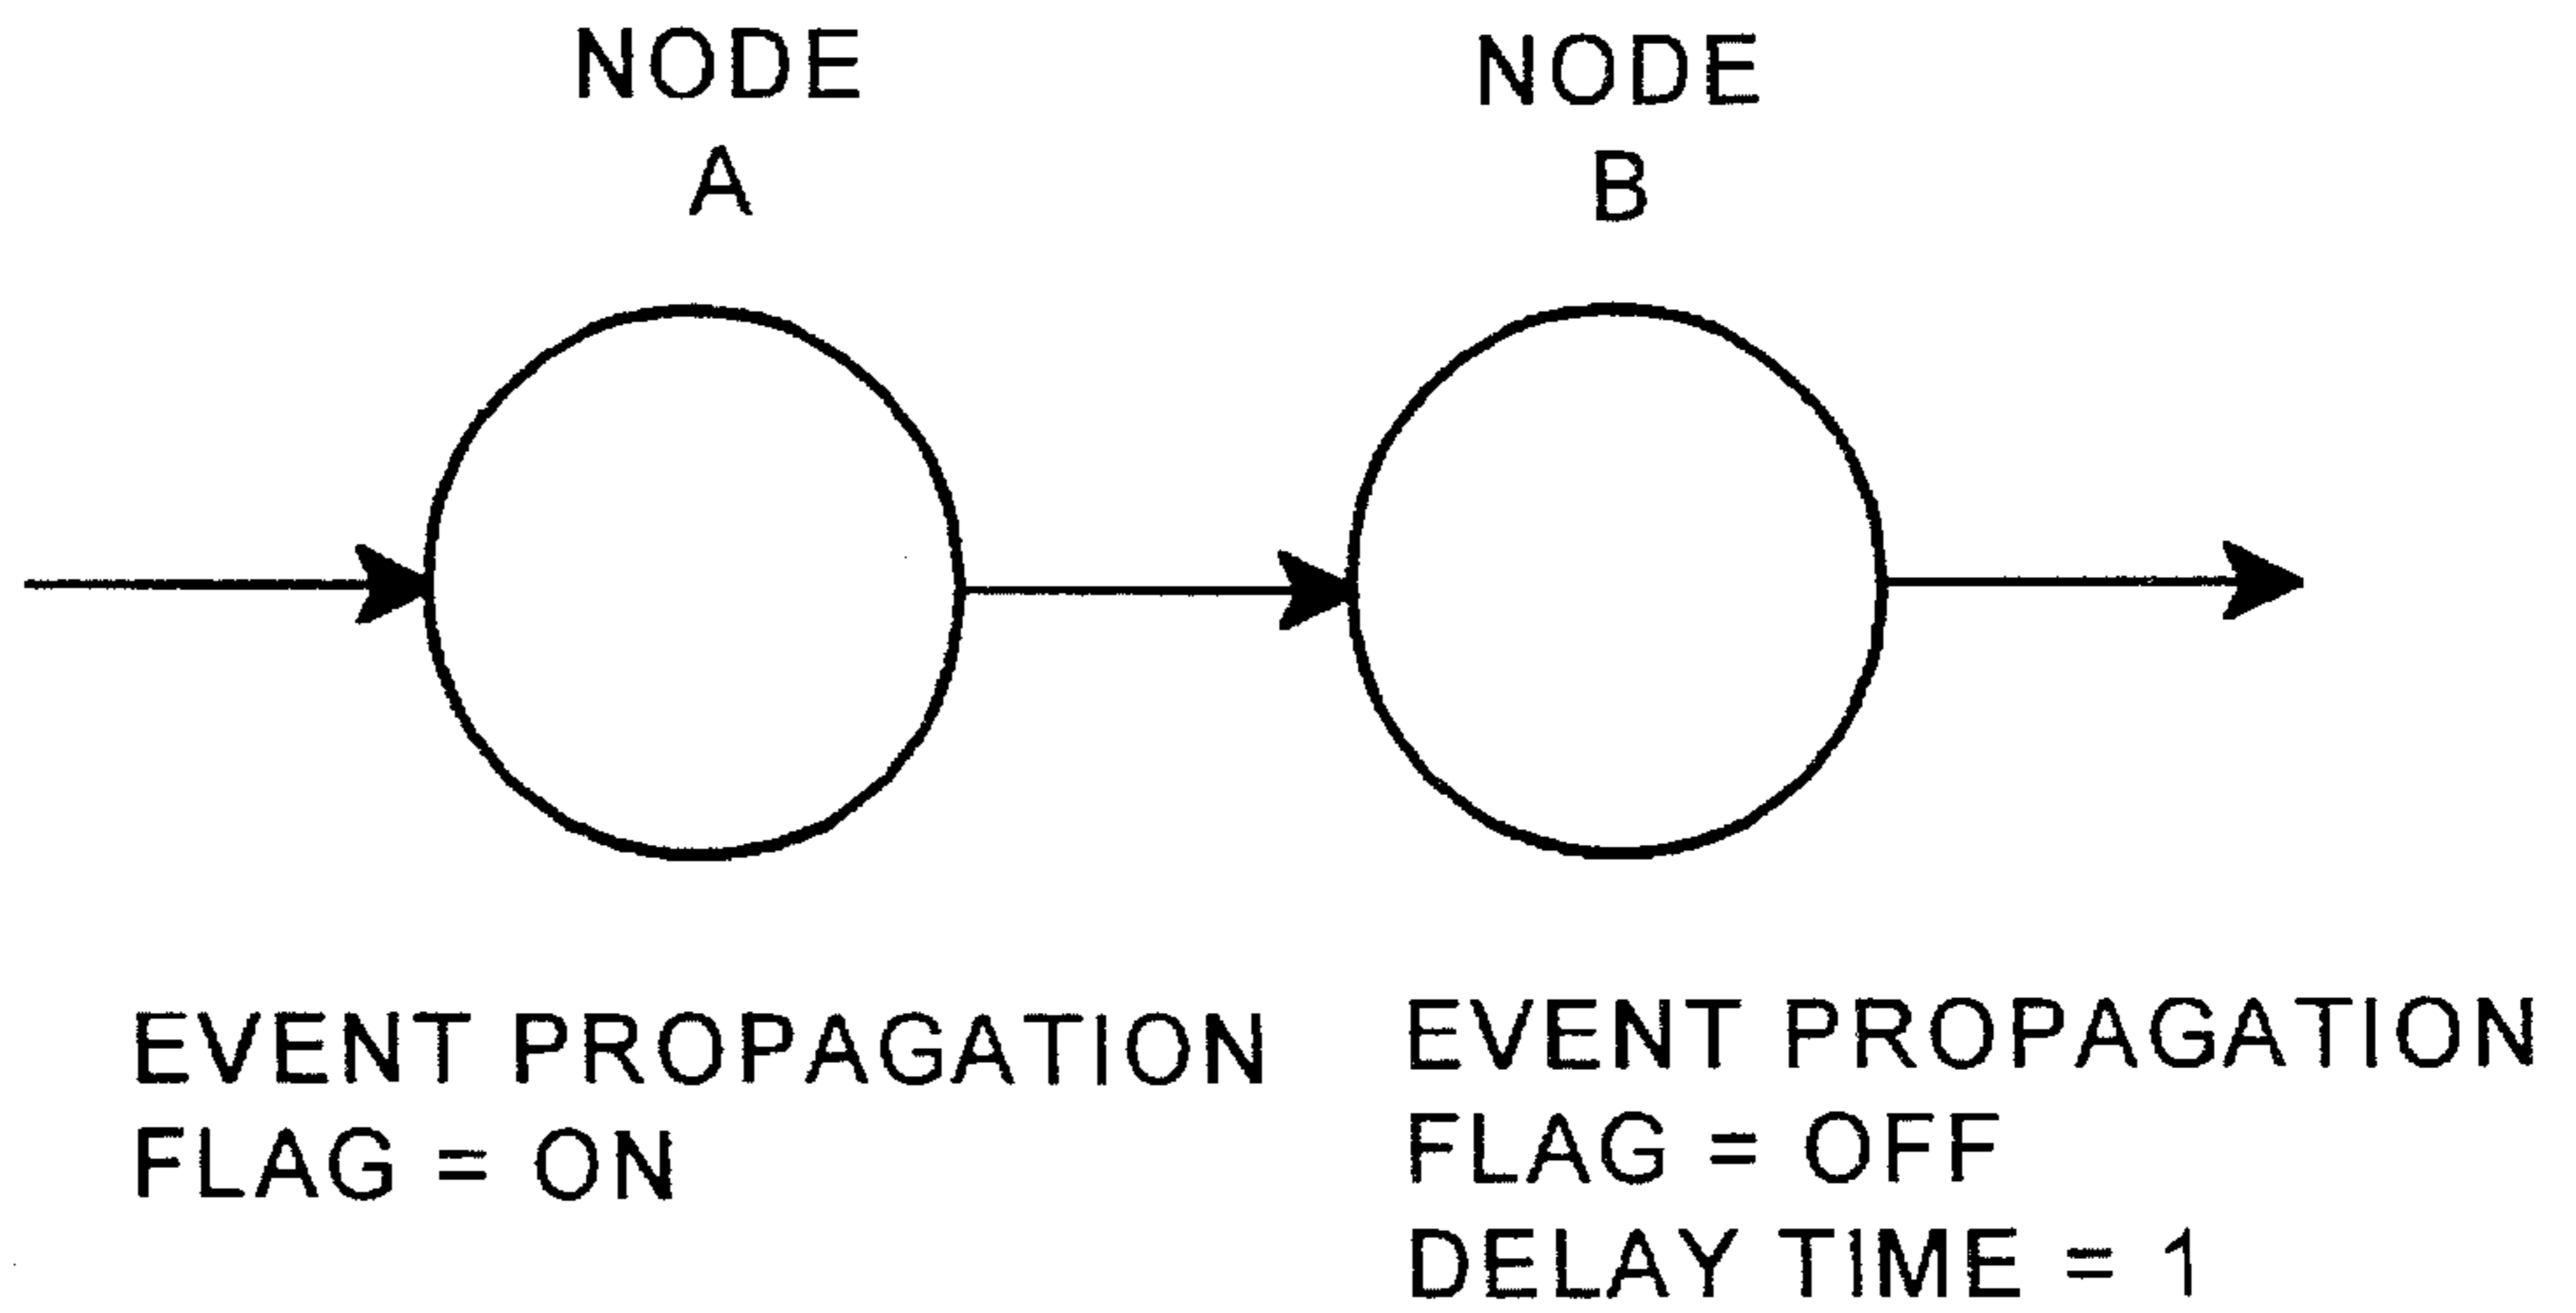 NODE
A
NODE
B
EVENT PROPAGATION
FLAG = ON
EVENT PROPAGATION
FLAG = OFF
DELAY TIME = 1